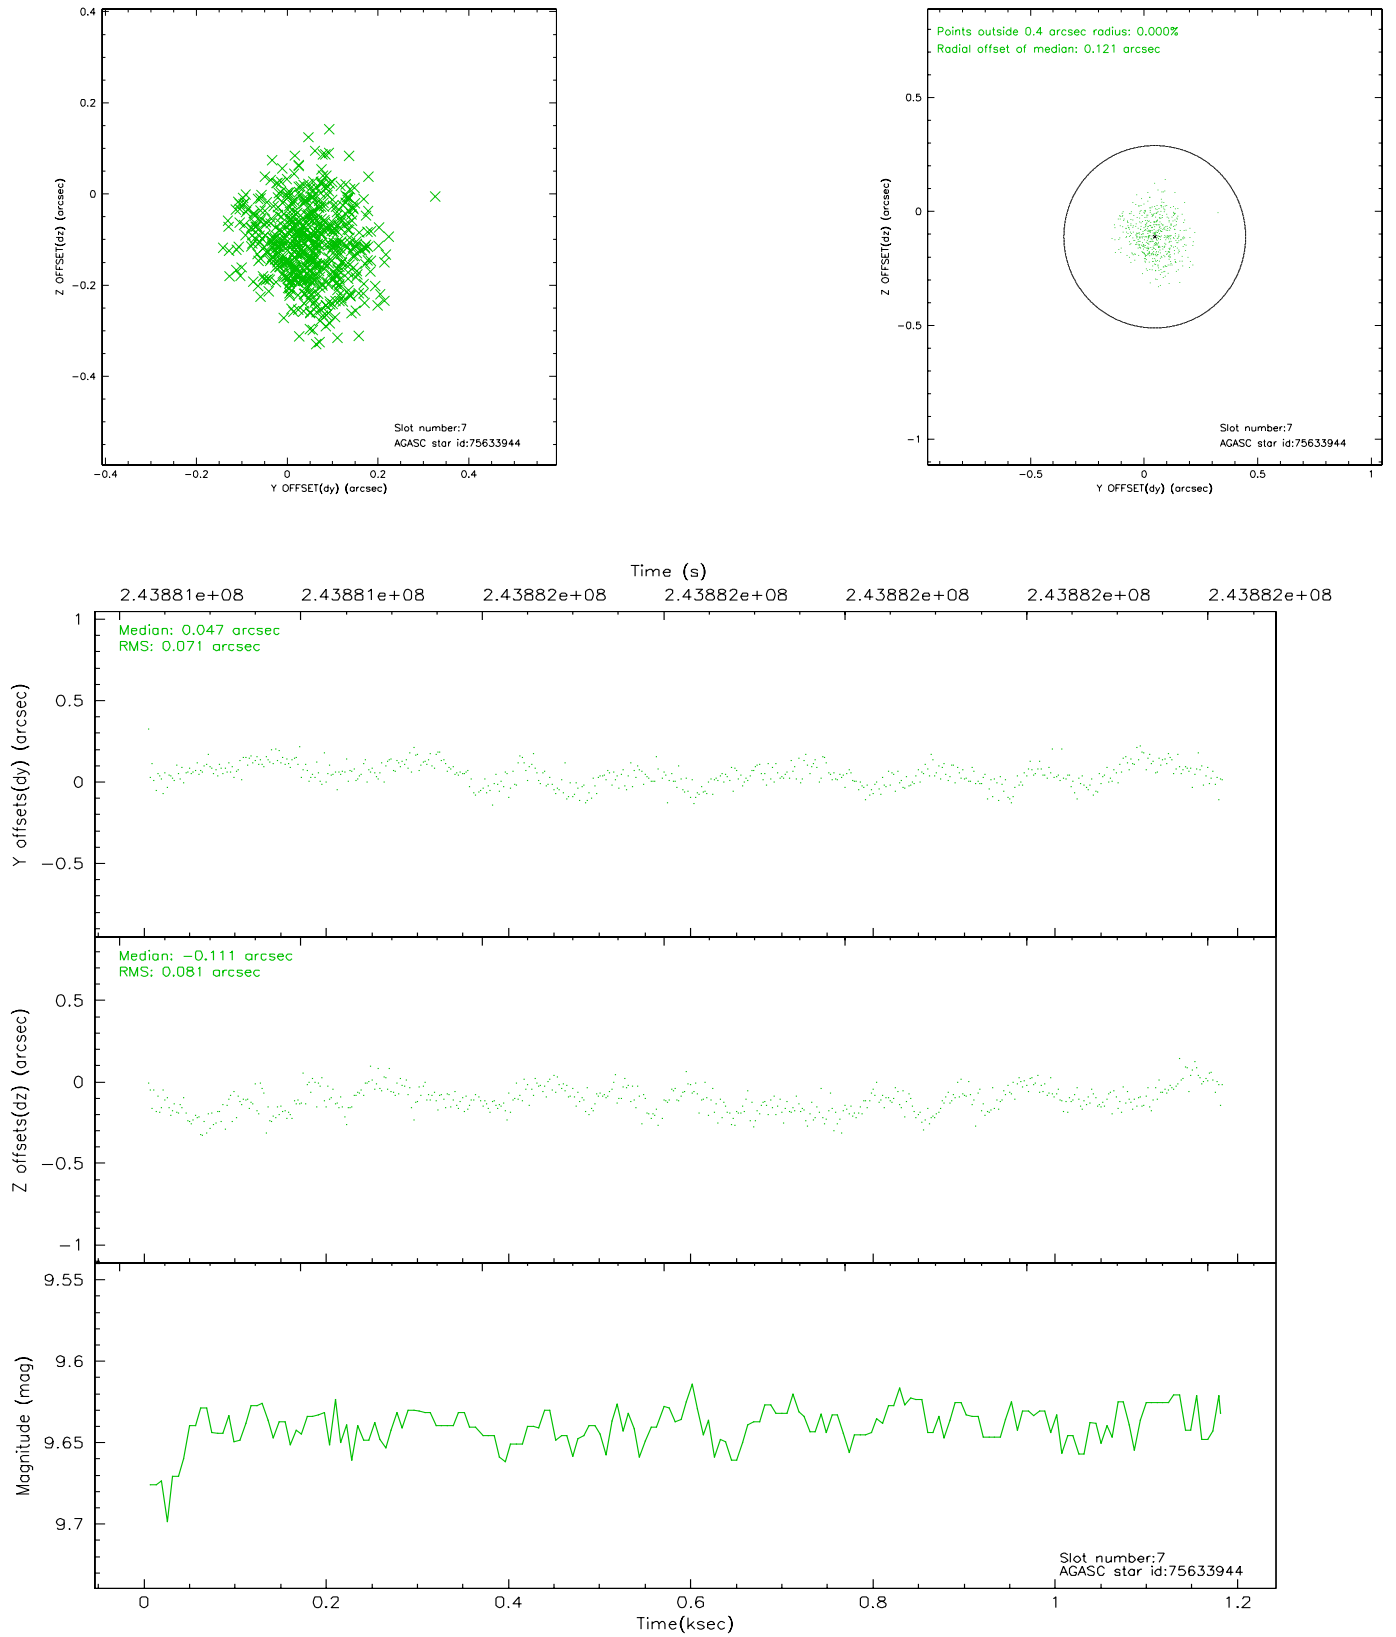 0.4
0.2
0
−0.2
−0.4
Z OFFSET(dz) (arcsec)
−0.4 −0.2 0 0.2 0.4
Y OFFSET(dy) (arcsec)
Slot number:7
AGASC star id:75633944
Points outside 0.4 arcsec radius: 0.000%
Radial offset of median: 0.121 arcsec
0.5
0
−0.5
−1
Z OFFSET(dz) (arcsec)
−0.5 0 0.5 1
Y OFFSET(dy) (arcsec)
Slot number:7
AGASC star id:75633944
Time (s)
2.43881e+08 2.43881e+08 2.43882e+08 2.43882e+08 2.43882e+08 2.43882e+08 2.43882e+08
Median: 0.047 arcsec
RMS: 0.071 arcsec
1
0.5
0
−0.5
Y offsets(dy) (arcsec)
Median: −0.111 arcsec
RMS: 0.081 arcsec
0.5
0
−0.5
−1
Z offsets(dz) (arcsec)
9.55
9.6
9.65
9.7
Magnitude (mag)
Slot number:7
AGASC star id:75633944
0 0.2 0.4 0.6 0.8 1 1.2
Time(ksec)